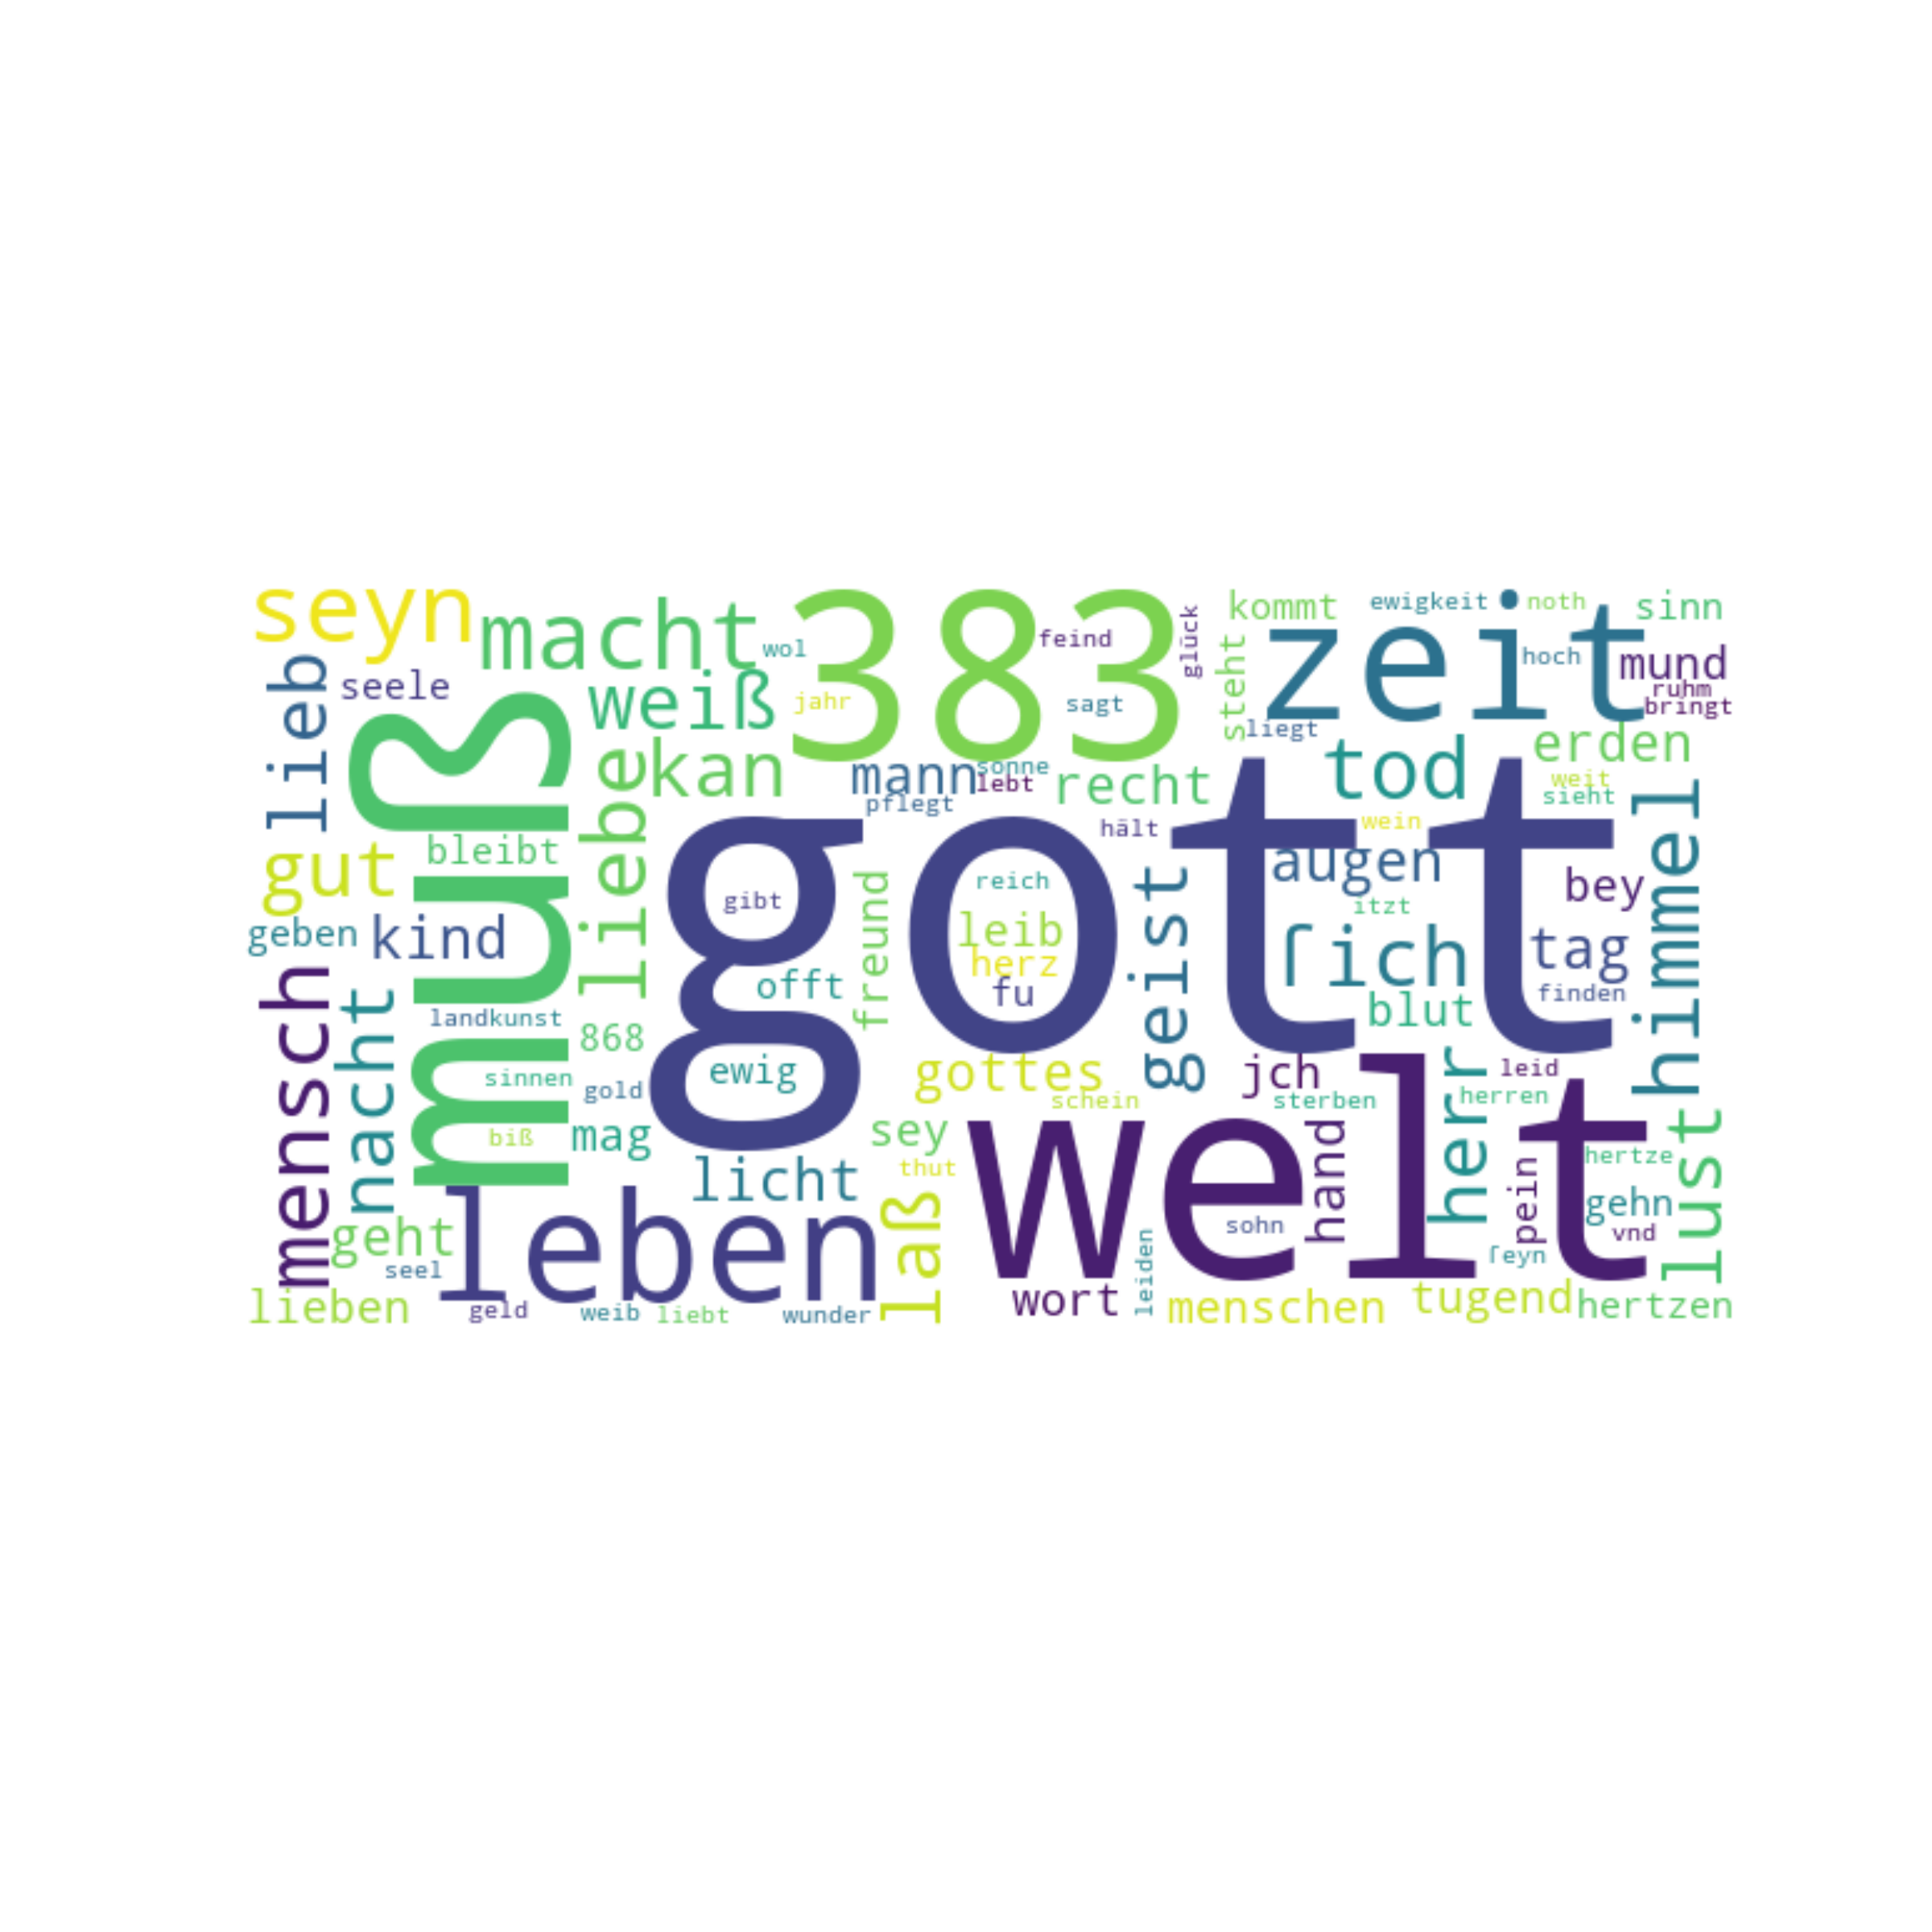 seyn
macht
wol
383
feind
glück
kommt
ewigkeit
noth
sinn
zeit
hoch
mund
ruhm
bringt
lieb
seele
weiß
jahr
sagt
steht
liegt
erden
muß
liebe
kan
mann
sonne
lebt
pflegt
recht
tod
weit
sieht
himmel
hält
wein
gut
bleibt
gott
gibt
freund
reich
leib
herz
fu
geist
augen
itzt
ſich
bey
tag
finden
geben
kind
offt
blut
mensch
nacht
landkunst
868
sinnen
gold
ewig
gottes
schein
jch
sterben
herr
leid
herren
biß
mag
sey
thut
welt
hand
sohn
pein
hertze
gehn
vnd
ſeyn
lust
licht
geht
seel
leben
laß
leiden
lieben
geld
weib
liebt
wunder
wort
menschen
tugend
hertzen